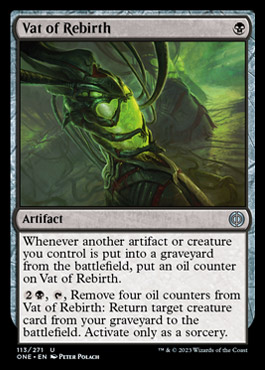 Vat of Rebirth
Artifact
Whenever another artifact or creature
you control is put into a graveyard
from the battlefield, put an oil counter
on Vat of Rebirth.
2, , Remove four oil counters
from Vat of Rebirth: Return target
creature card from your graveyard to
the battlefield. Activate only as a sorcery.
113/271 U
ONE • EN Peter Polach
™ & © 2023 Wizards of the Coast